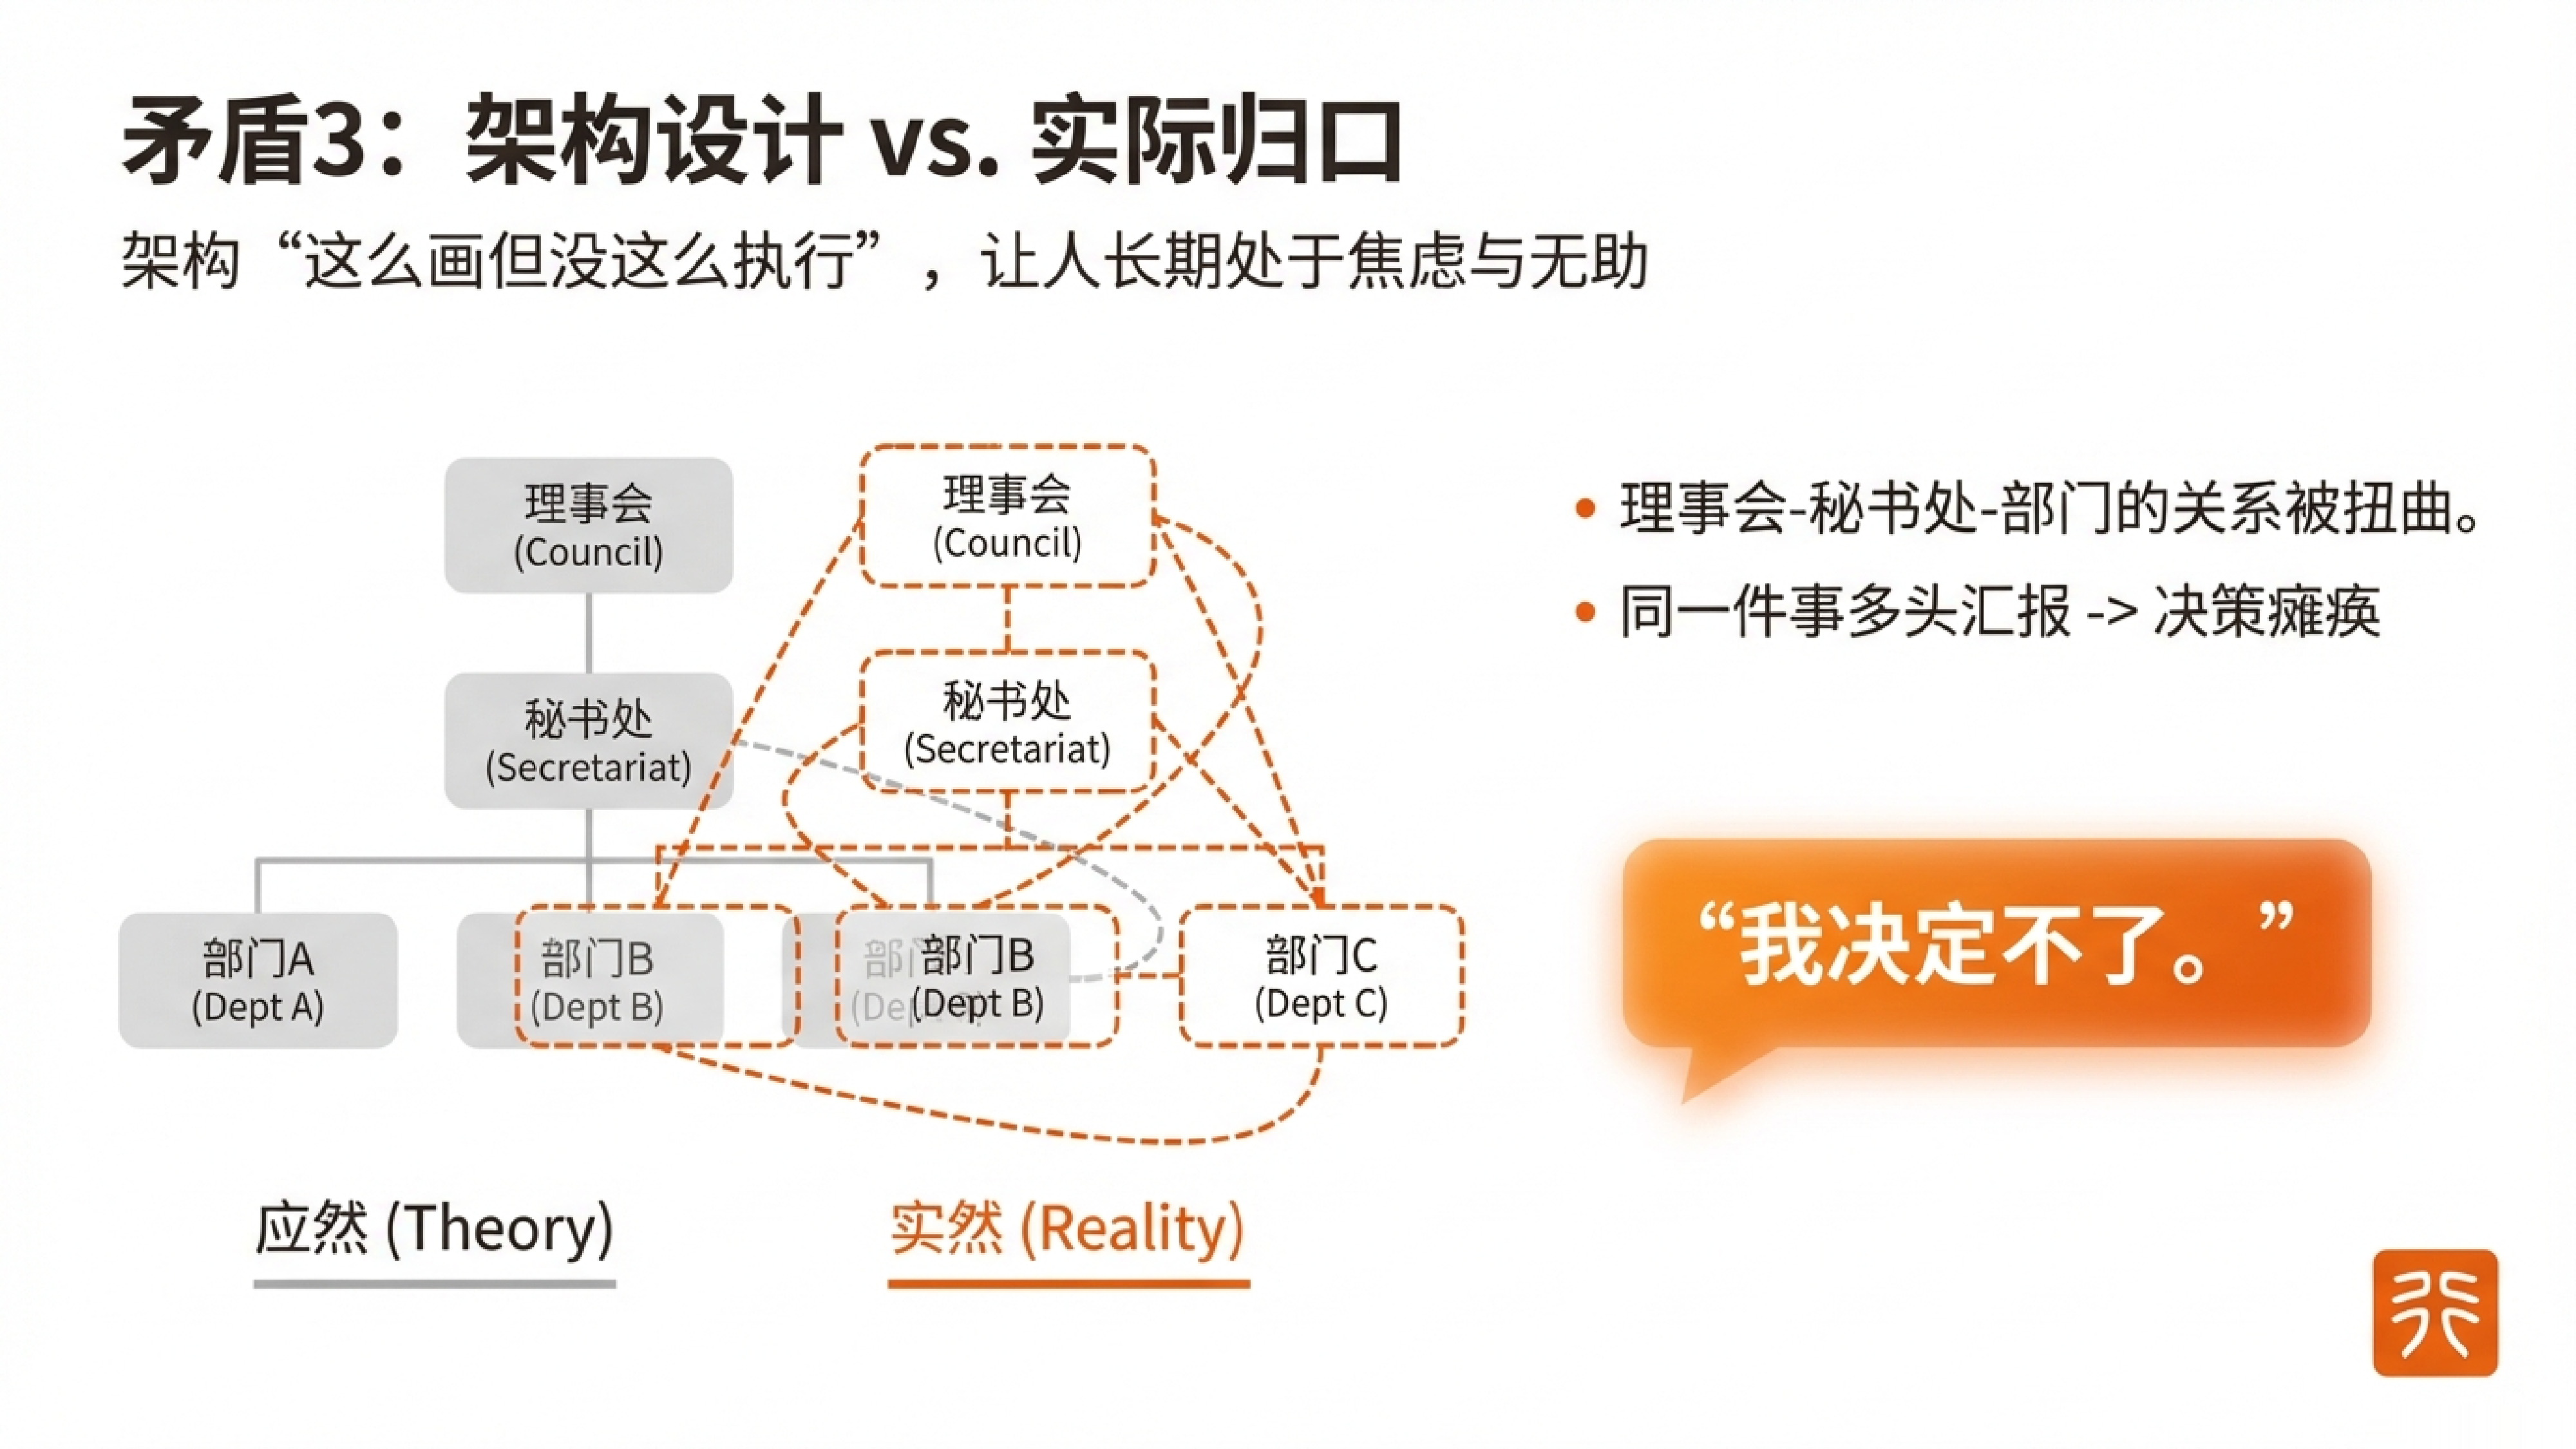 矛盾3：架构设计 vs. 实际归口
架构“这么画但没这么执行”，让人长期处于焦虑与无助
理事会
(Council)
秘书处
(Secretariat)
部门A
(Dept A)
部门B
(Dept B)
理事会
(Council)
秘书处
(Secretariat)
部门B
(Dept B)
部门C
(Dept C)
应然 (Theory)
实然 (Reality)
理事会-秘书处-部门的关系被扭曲。
同一件事多头汇报 -> 决策瘫痪
“我决定不了。”
行